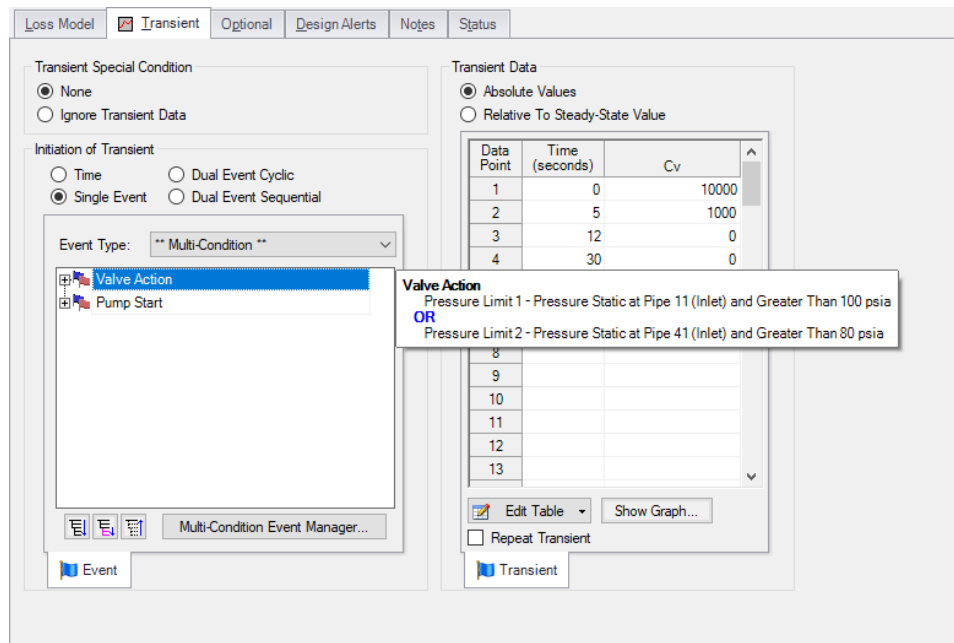 Loss Model Transient Optional Design Alerts Notes Status
Transient Special Condition
None
Ignore Transient Data
Initiation of Transient
Time Dual Event Cyclic
Single Event Dual Event Sequential
Event Type: ** Multi-Condition **
Valve Action
Pump Start
Multi-Condition Event Manager...
Event
Transient Data
Absolute Values
Relative To Steady-State Value
Data Point Time (seconds) Cv
1 0 10000
2 5 1000
3 12 0
4 30 0
Valve Action
Pressure Limit 1 - Pressure Static at Pipe 11 (Inlet) and Greater Than 100 psia
OR
Pressure Limit 2 - Pressure Static at Pipe 41 (Inlet) and Greater Than 80 psia
8
9
10
11
12
13
Edit Table Show Graph...
Repeat Transient
Transient